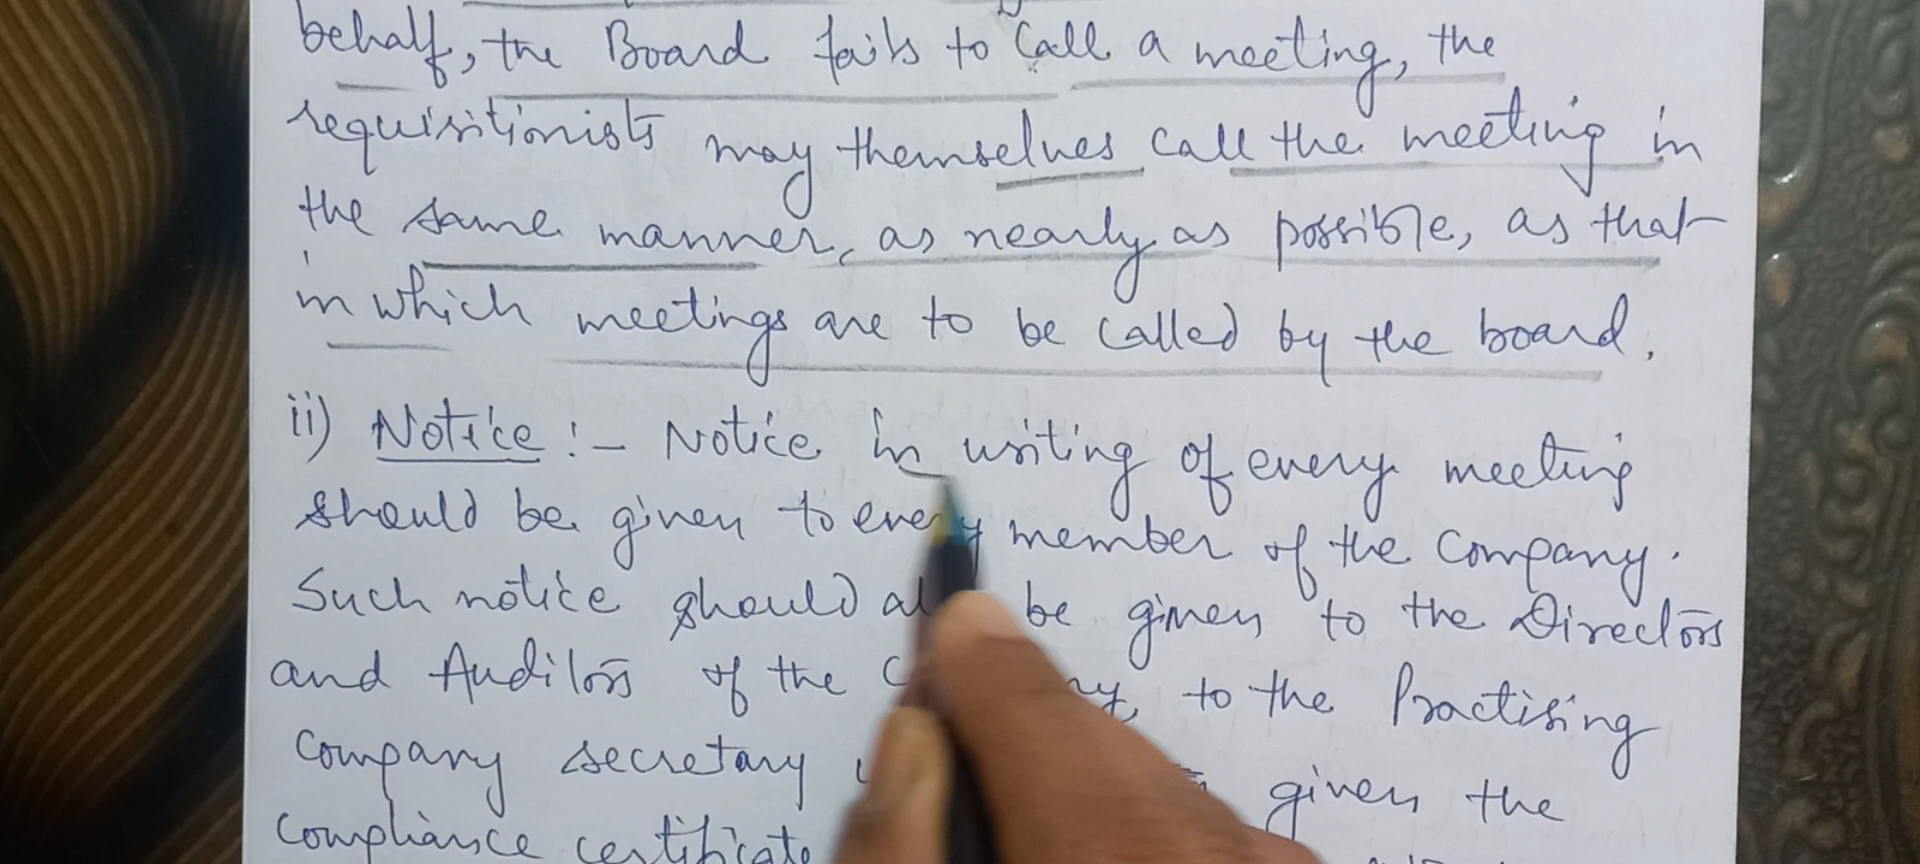 behalf, the Board fails to Call a meeting, the
requisitionists may themselves call the meeting in
the same manner, as nearly as possible, as that
in which meetings are to be called by the board.
ii) Notice :- Notice in writing of every meeting
should be given to every member of the Company.
Such notice should be given to the Directors
and Auditors of the to the Practising
Company secretary given the
compliance certificate